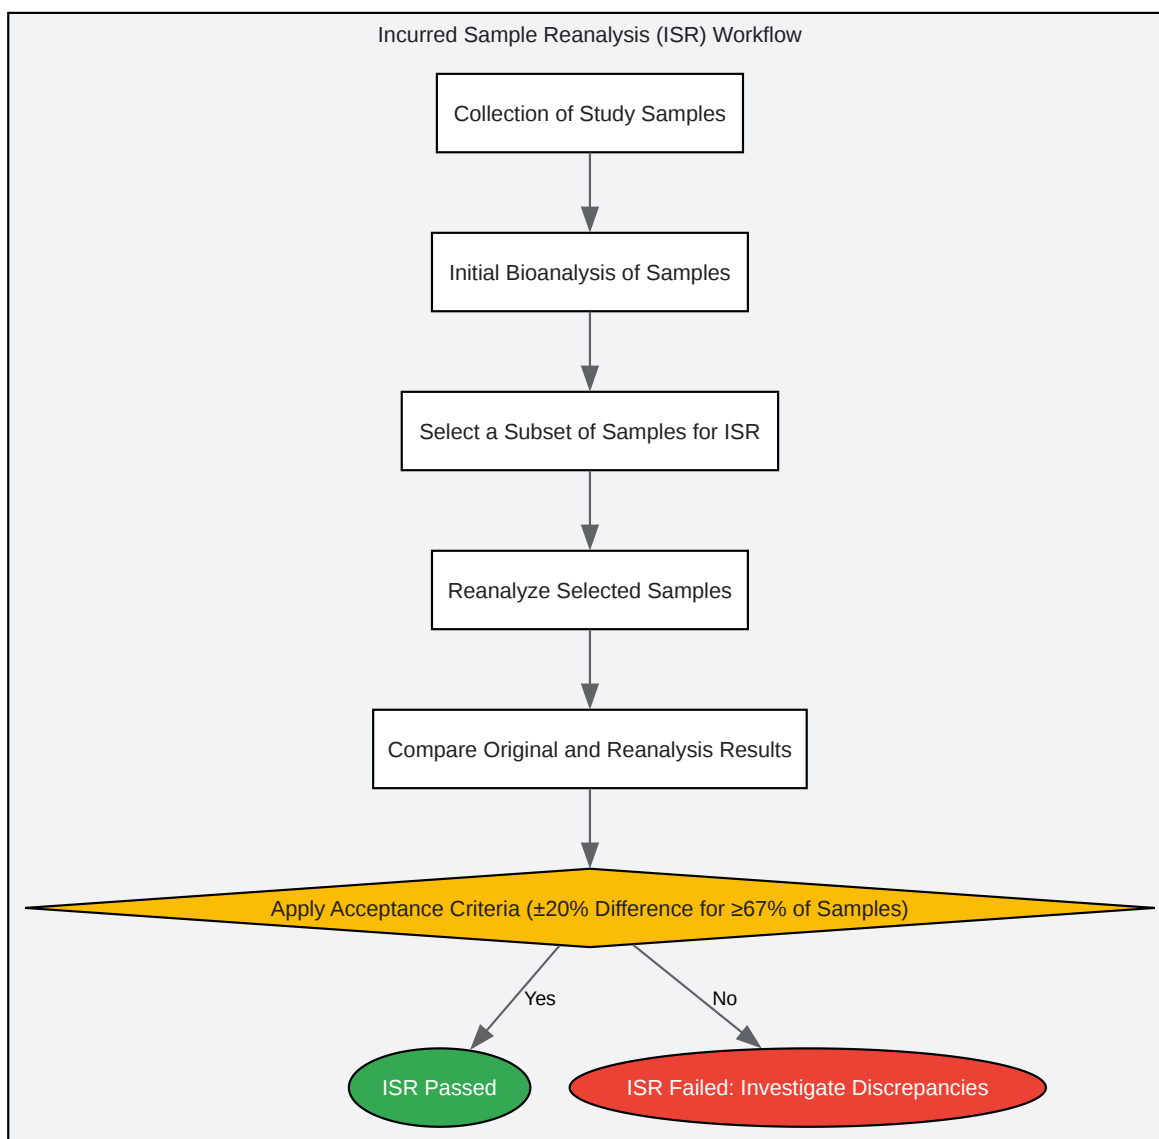 Incurred Sample Reanalysis (ISR) Workflow
Collection of Study Samples
Initial Bioanalysis of Samples
Select a Subset of Samples for ISR
Reanalyze Selected Samples
Compare Original and Reanalysis Results
Apply Acceptance Criteria (±20% Difference for ≥67% of Samples)
Yes
No
ISR Passed
ISR Failed: Investigate Discrepancies